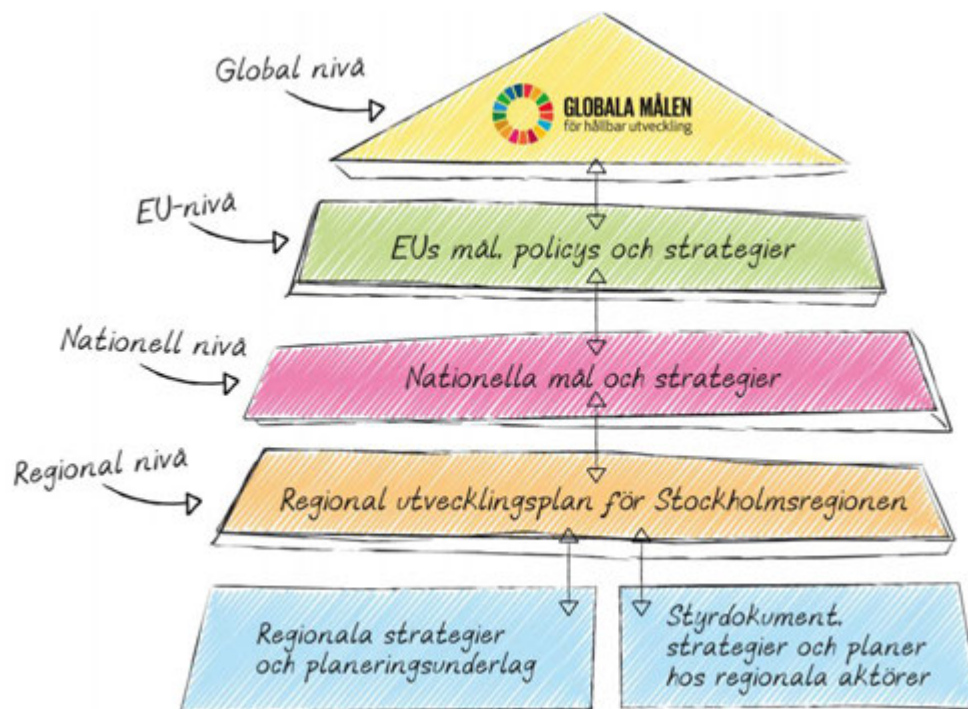 Global nivå
GLOBALA MÅLEN
för hållbar utveckling
EU-nivå
EUs mål, policys och strategier
Nationell nivå
Nationella mål och strategier
Regional nivå
Regional utvecklingsplan för Stockholmsregionen
Regionala strategier
och planeringsunderlag
Styrdokument,
strategier och planer
hos regionala aktörer